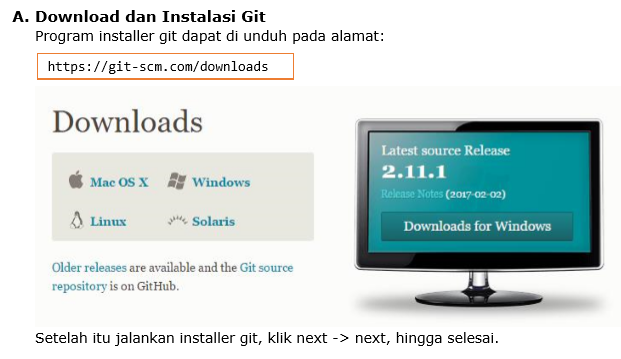 A. Download dan Instalasi Git
Program installer git dapat di unduh pada alamat:
https://git-scm.com/downloads
Downloads
Mac OS X
Windows
Linux
Solaris
Older releases are available and the Git source
repository is on GitHub.
Latest source Release
2.11.1
Release Notes (2017-02-02)
Downloads for Windows
Setelah itu jalankan installer git, klik next -> next, hingga selesai.